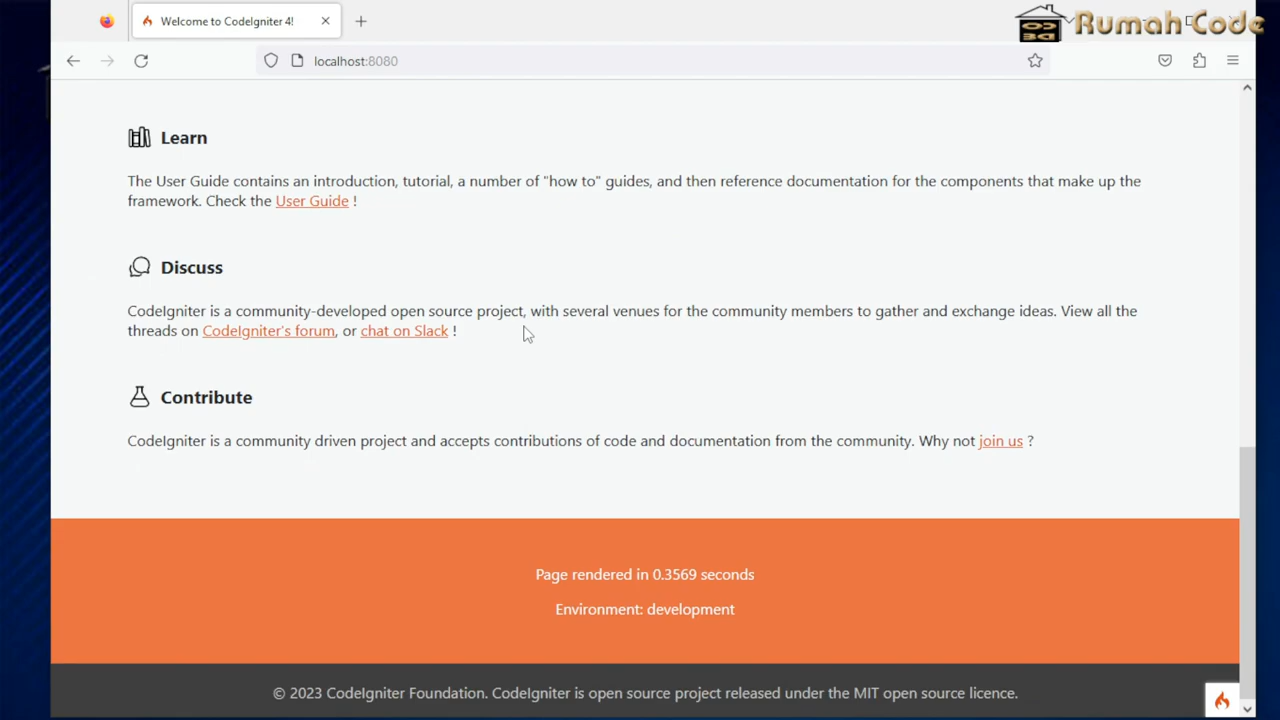 Welcome to CodeIgniter 4!
Rumah Code
CO
DE
localhost:8080
Learn
The User Guide contains an introduction, tutorial, a number of "how to" guides, and then reference documentation for the components that make up the
framework. Check the User Guide !
Discuss
CodeIgniter is a community-developed open source project, with several venues for the community members to gather and exchange ideas. View all the
threads on CodeIgniter's forum, or chat on Slack !
Contribute
CodeIgniter is a community driven project and accepts contributions of code and documentation from the community. Why not join us ?
Page rendered in 0.3569 seconds
Environment: development
© 2023 CodeIgniter Foundation. CodeIgniter is open source project released under the MIT open source licence.